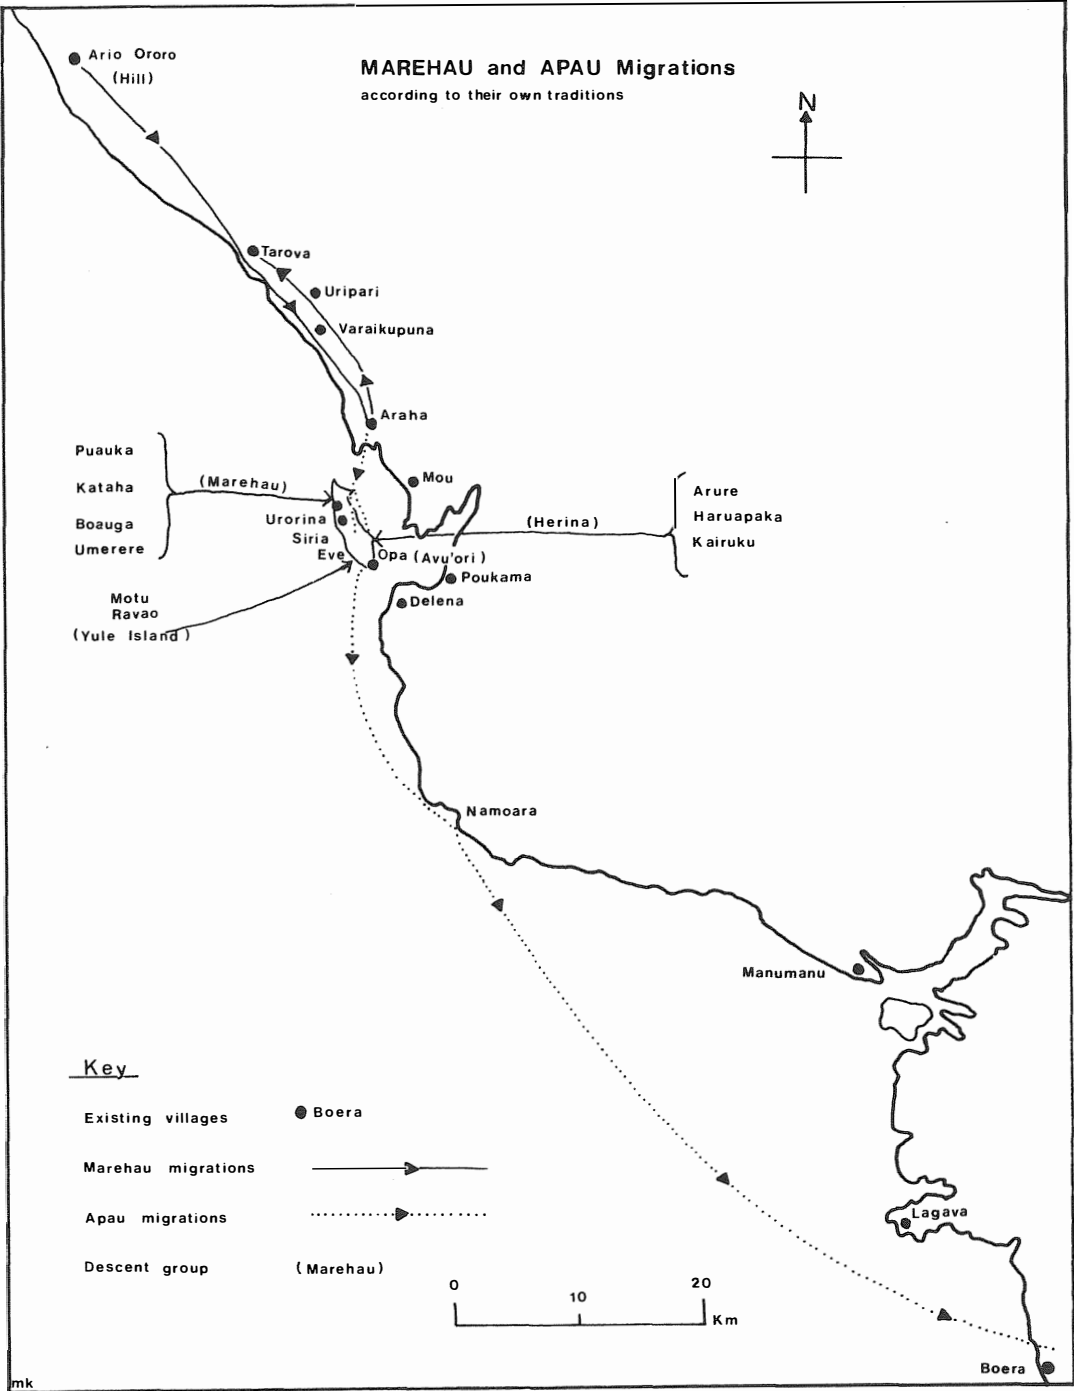 Ario Ororo
(Hill)
MAREHAU and APAU Migrations
according to their own traditions
N
Tarova
Uripari
Varaikupuna
Araha
Mou
Puauka
Kataha
Boauga
Umerere
(Marehau)
Urorina
Siria
Eve
Opa (Avu'ori)
(Herina)
Arure
Haruapaka
Kairuku
Poukama
Delena
Motu
Ravao
(Yule Island)
Namoara
Manumanu
Lagava
Boera
Key
Existing villages
Boera
Marehau migrations
Apau migrations
Descent group
(Marehau)
0
10
20
Km
mk